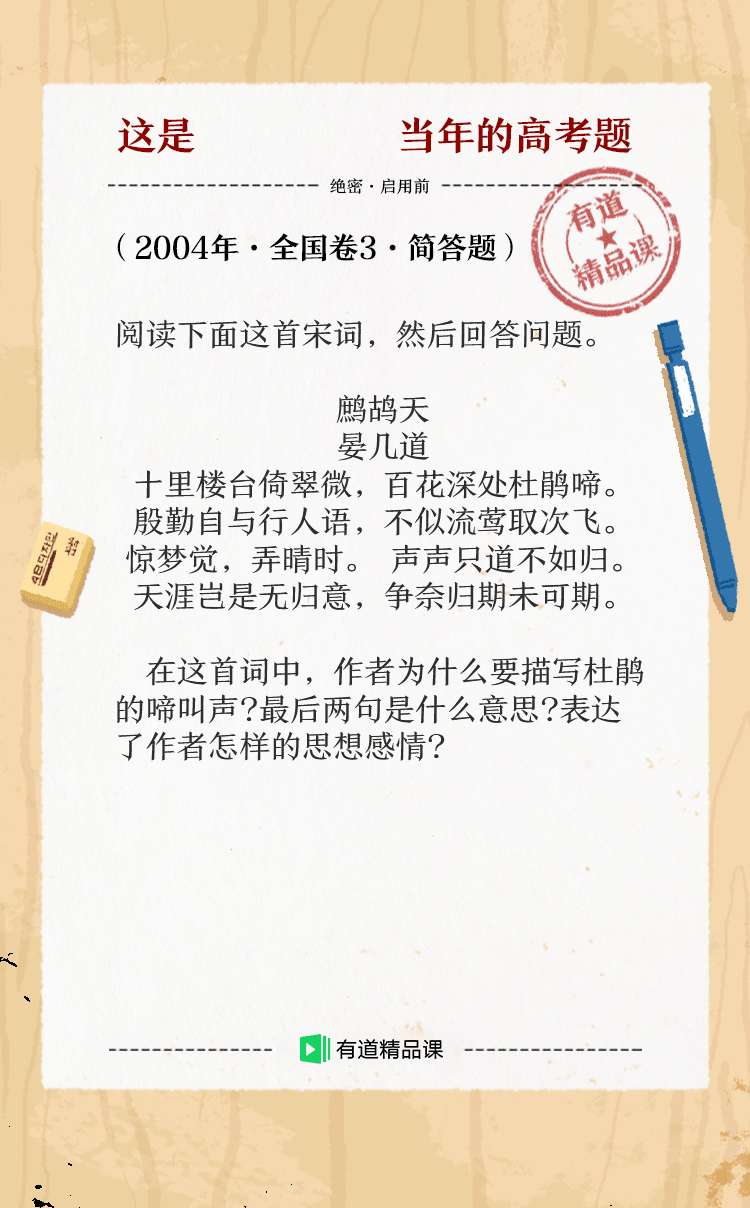 这是 当年的高考题
绝密·启用前
有道
精品课
（2004年·全国卷3·简答题）
阅读下面这首宋词，然后回答问题。
鹧鸪天
晏几道
十里楼台倚翠微，百花深处杜鹃啼。
殷勤自与行人语，不似流莺取次飞。
惊梦觉，弄晴时。 声声只道不如归。
天涯岂是无归意，争奈归期未可期。
在这首词中，作者为什么要描写杜鹃
的啼叫声?最后两句是什么意思?表达
了作者怎样的思想感情?
有道精品课